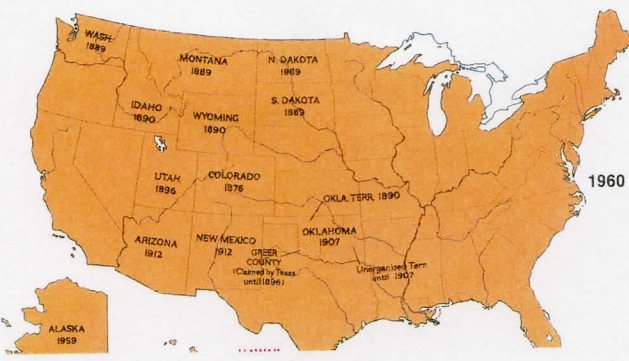 WASH.
1889
MONTANA
1889
N. DAKOTA
1889
IDAHO
1890
WYOMING
1890
S. DAKOTA
1889
UTAH
1896
COLORADO
1876
OKLA. TERR. 1890
1960
ARIZONA
1912
NEW MEXICO
1912
OKLAHOMA
1907
GREER
COUNTY
(Claimed by Texas
until 1896)
Unorganized Terr.
until 1907
ALASKA
1959